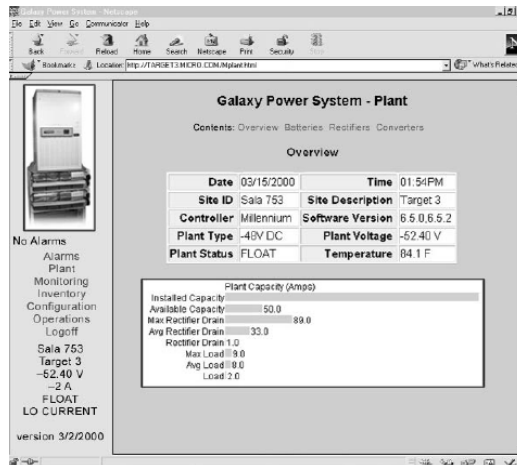 Galaxy Power System - Netscape
File Edit View Go Communicator Help
Back Forward Reload Home Search Netscape Print Security Stop
Bookmarks Location: http://TARGET3.MICRO.COM/Mplant.html What's Related
Galaxy Power System - Plant
Contents: Overview Batteries Rectifiers Converters
Overview
Date 03/15/2000 Time 01:54PM
Site ID Sala 753 Site Description Target 3
Controller Millennium Software Version 6.5.0,6.5.2
Plant Type -48V DC Plant Voltage -52.40 V
Plant Status FLOAT Temperature 84.1 F
No Alarms
Alarms
Plant
Monitoring
Inventory
Configuration
Operations
Logoff
Sala 753
Target 3
–52.40 V
–2 A
FLOAT
LO CURRENT
version 3/2/2000
Plant Capacity (Amps)
Installed Capacity
Available Capacity 50.0
Max Rectifier Drain 89.0
Avg Rectifier Drain 33.0
Rectifier Drain 1.0
Max Load 9.0
Avg Load 8.0
Load 2.0